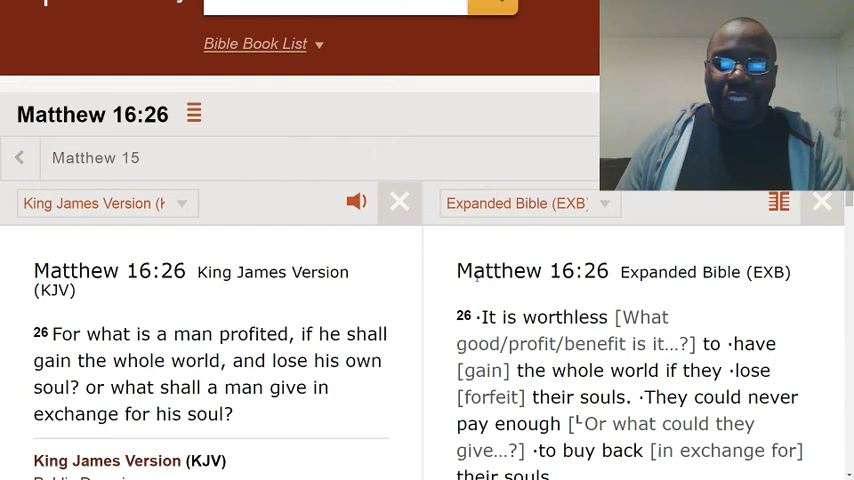 Bible Book List
Matthew 16:26
Matthew 15
King James Version (
Expanded Bible (EXB)
Matthew 16:26 King James Version
(KJV)
26 For what is a man profited, if he shall
gain the whole world, and lose his own
soul? or what shall a man give in
exchange for his soul?
King James Version (KJV)
Matthew 16:26 Expanded Bible (EXB)
26 ·It is worthless [What
good/profit/benefit is it…?] to ·have
[gain] the whole world if they ·lose
[forfeit] their souls. ·They could never
pay enough [LOr what could they
give…?] ·to buy back [in exchange for]
their souls